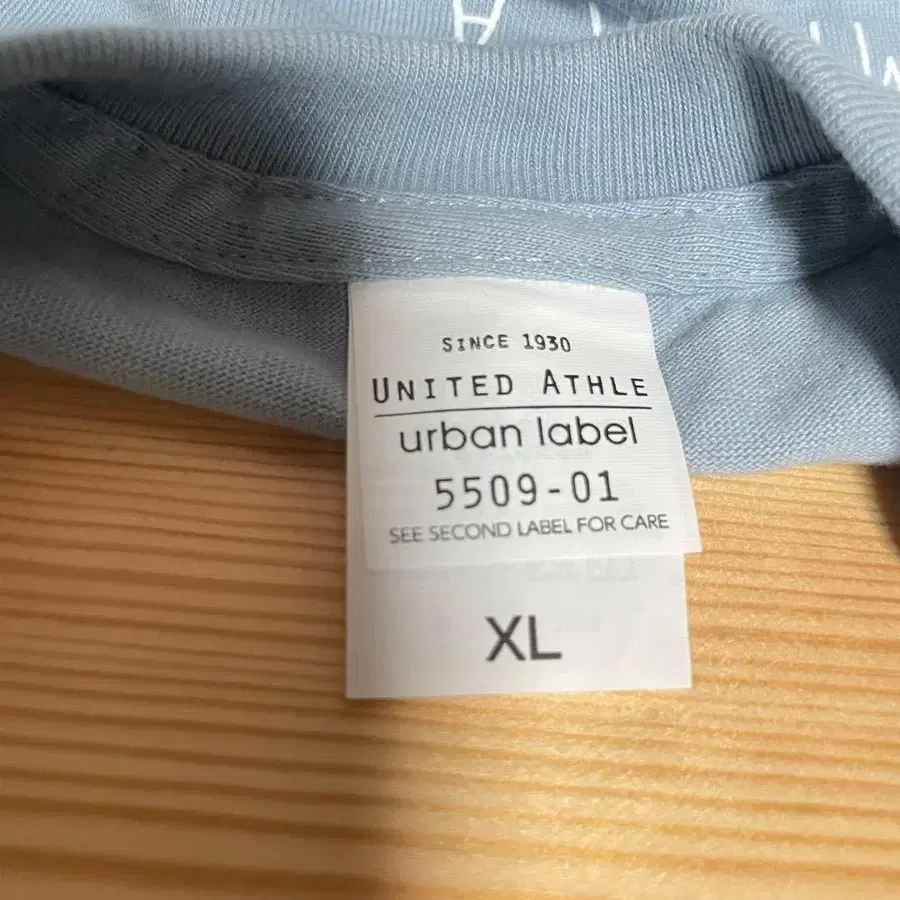 SINCE 1930
UNITED ATHLE
urban label
5509-01
SEE SECOND LABEL FOR CARE
XL